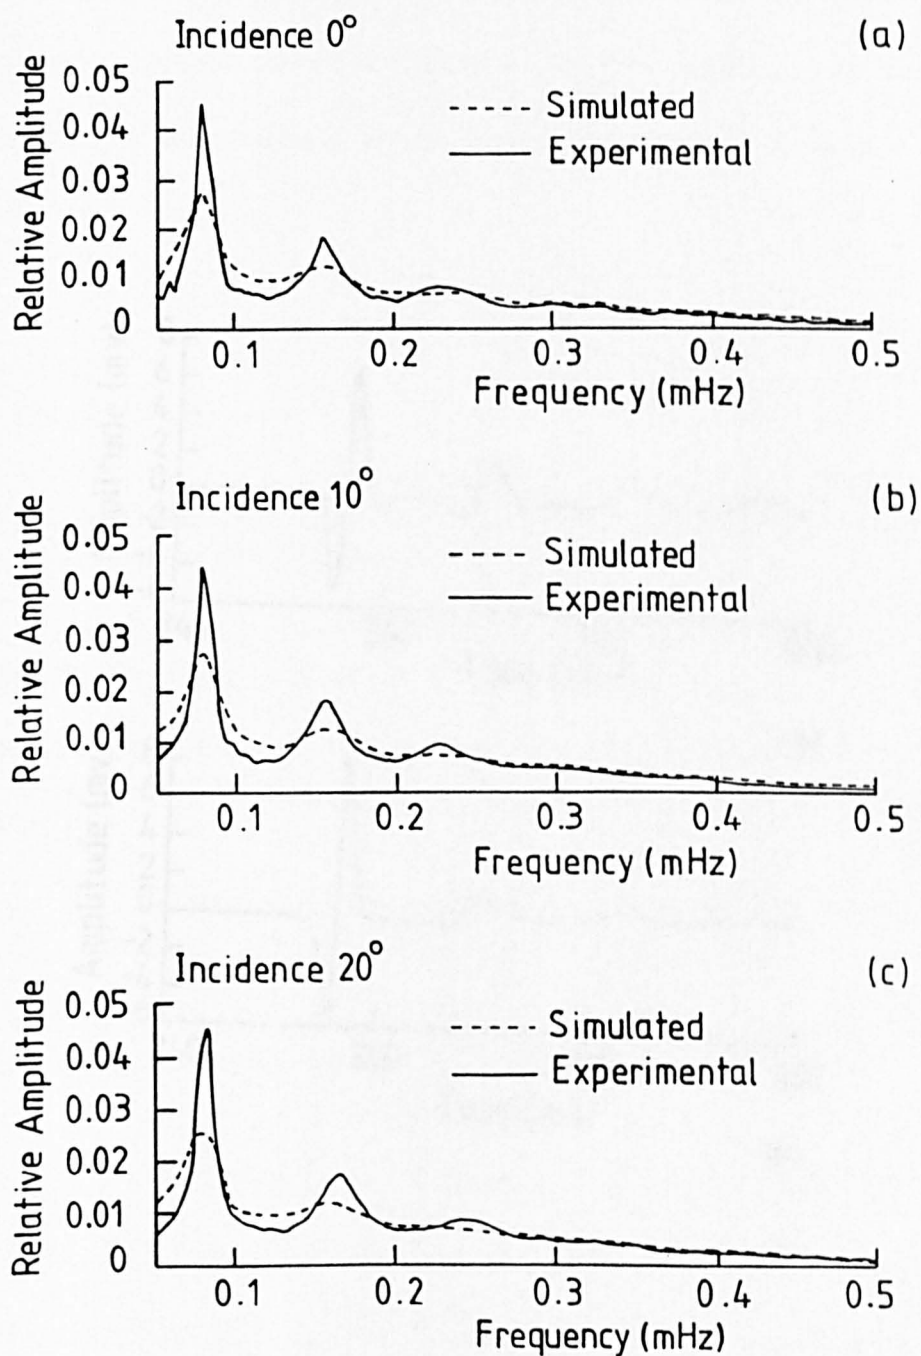 Incidence 0°
(a)
Relative Amplitude
0.05
0.04
0.03
0.02
0.01
0
Simulated
Experimental
0.1 0.2 0.3 0.4 0.5
Frequency (mHz)
Incidence 10°
(b)
Relative Amplitude
0.05
0.04
0.03
0.02
0.01
0
Simulated
Experimental
0.1 0.2 0.3 0.4 0.5
Frequency (mHz)
Incidence 20°
(c)
Relative Amplitude
0.05
0.04
0.03
0.02
0.01
0
Simulated
Experimental
0.1 0.2 0.3 0.4 0.5
Frequency (mHz)